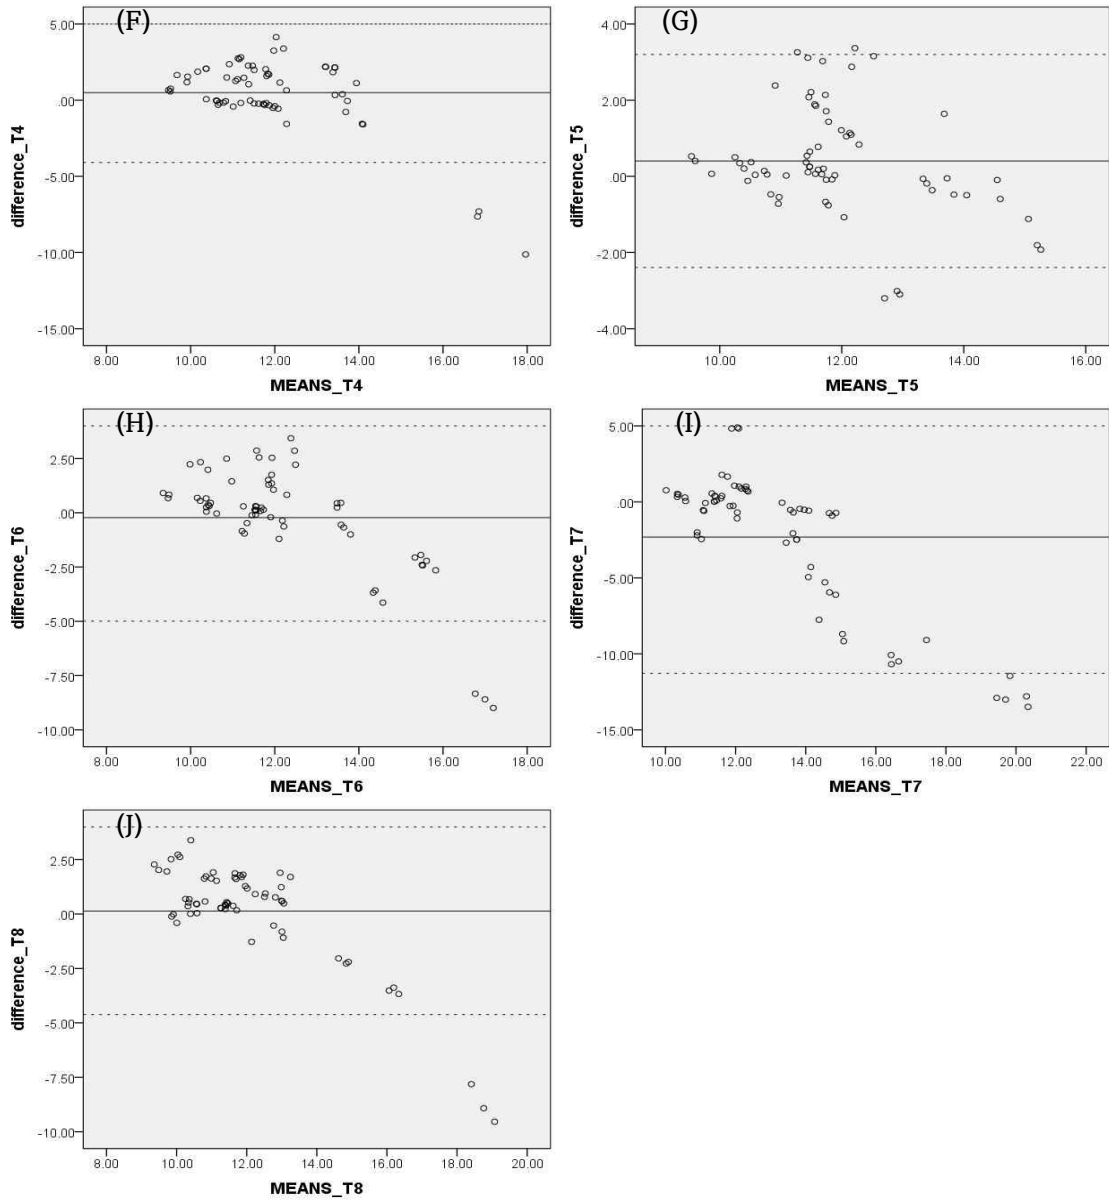 (F)
5.00
.00
-5.00
-10.00
-15.00
difference_T4
8.00 10.00 12.00 14.00 16.00 18.00
MEANS_T4
(G)
4.00
2.00
.00
-2.00
-4.00
difference_T5
10.00 12.00 14.00 16.00
MEANS_T5
(H)
2.50
.00
-2.50
-5.00
-7.50
-10.00
difference_T6
8.00 10.00 12.00 14.00 16.00 18.00
MEANS_T6
(I)
5.00
.00
-5.00
-10.00
-15.00
difference_T7
10.00 12.00 14.00 16.00 18.00 20.00 22.00
MEANS_T7
(J)
2.50
.00
-2.50
-5.00
-7.50
-10.00
difference_T8
8.00 10.00 12.00 14.00 16.00 18.00 20.00
MEANS_T8